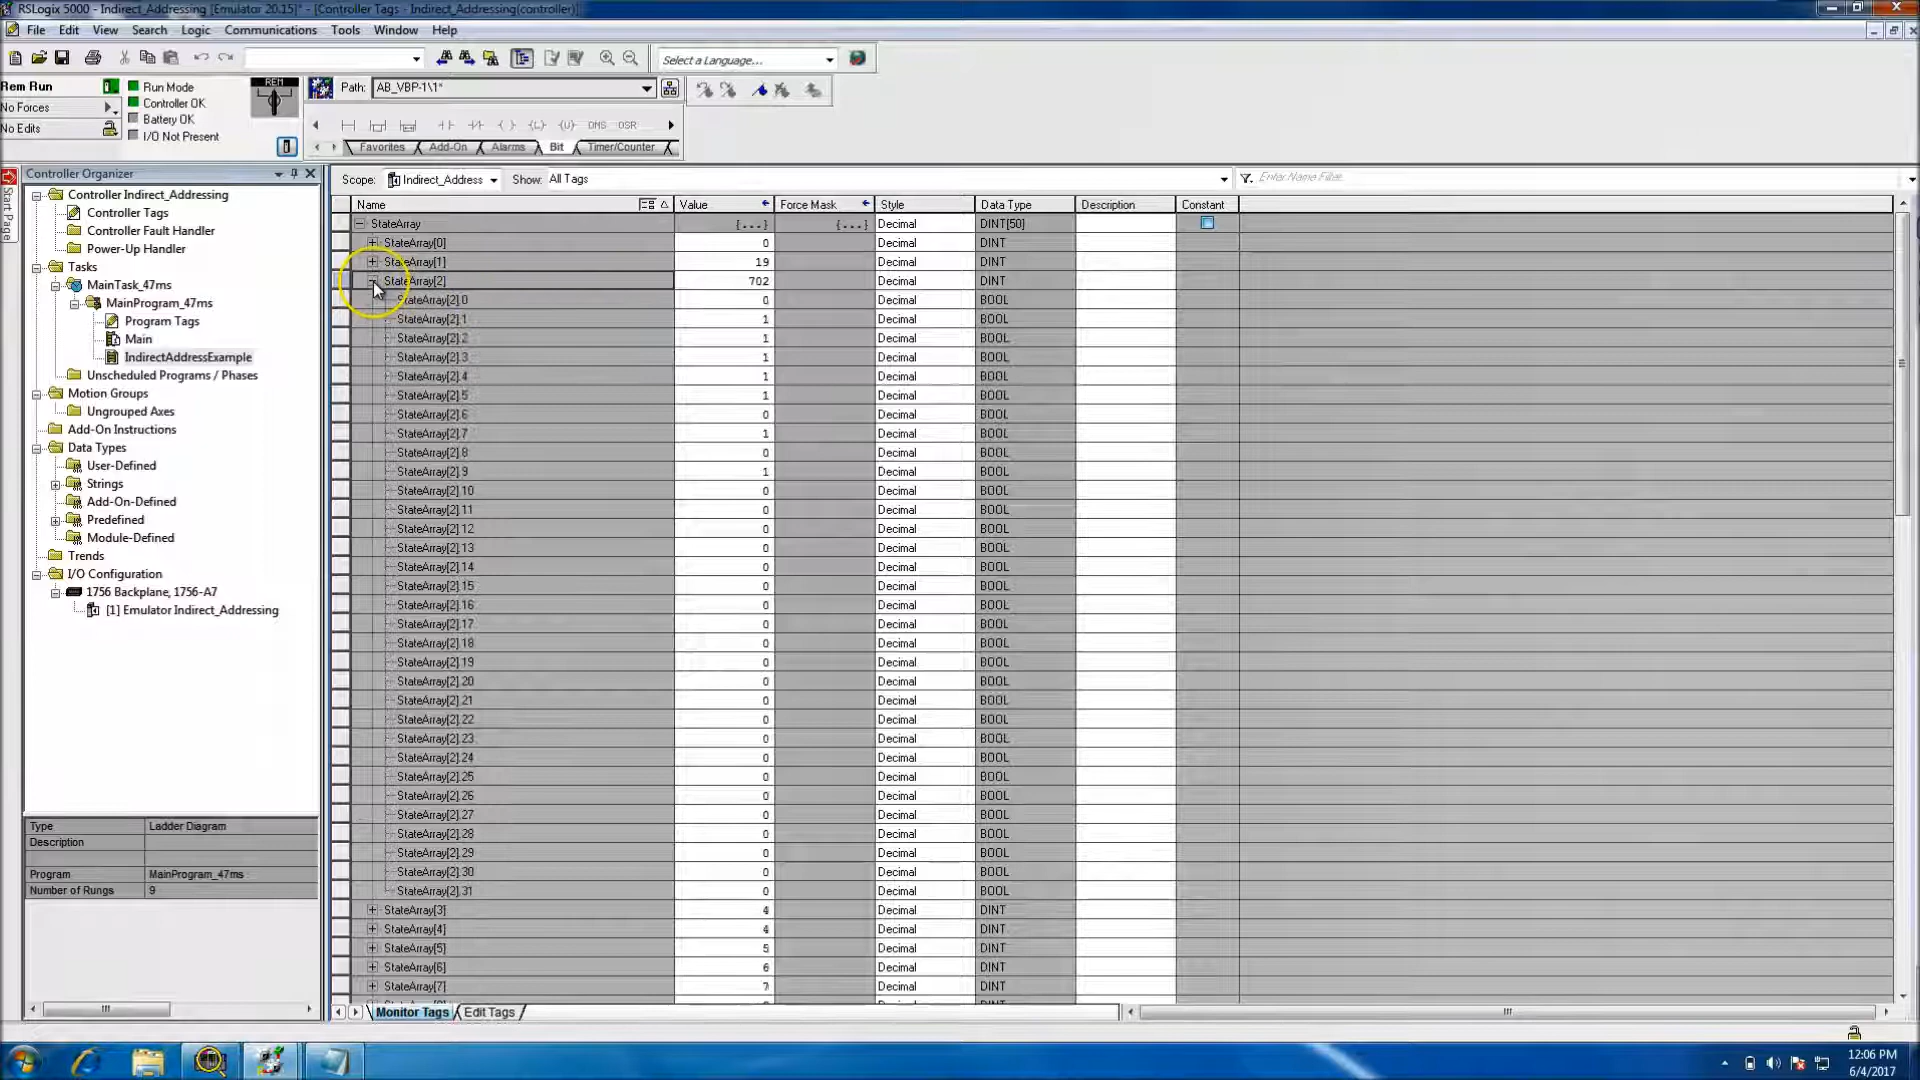 RSLogix 5000 - Indirect_Addressing [Emulator 20.15]* - [Controller Tags - Indirect_Addressing(controller)]
File Edit View Search Logic Communications Tools Window Help
Select a Language...
Rem Run
No Forces
No Edits
Run Mode
Controller OK
Battery OK
I/O Not Present
REM
Path: AB_VBP-1\1*
ONS OSR
Favorites Add-On Alarms Bit Timer/Counter
Start Page
Controller Organizer
Controller Indirect_Addressing
Controller Tags
Controller Fault Handler
Power-Up Handler
Tasks
MainTask_47ms
MainProgram_47ms
Program Tags
Main
IndirectAddressExample
Unscheduled Programs / Phases
Motion Groups
Ungrouped Axes
Add-On Instructions
Data Types
User-Defined
Strings
Add-On-Defined
Predefined
Module-Defined
Trends
I/O Configuration
1756 Backplane, 1756-A7
[1] Emulator Indirect_Addressing
Type Ladder Diagram
Description
Program MainProgram_47ms
Number of Rungs 9
Scope: Indirect_Address Show: All Tags Enter Name Filter...
Name Value Force Mask Style Data Type Description Constant
StateArray {...} {...} Decimal DINT[50]
StateArray[0] 0 Decimal DINT
StateArray[1] 19 Decimal DINT
StateArray[2] 702 Decimal DINT
StateArray[2].0 0 Decimal BOOL
StateArray[2].1 1 Decimal BOOL
StateArray[2].2 1 Decimal BOOL
StateArray[2].3 1 Decimal BOOL
StateArray[2].4 1 Decimal BOOL
StateArray[2].5 1 Decimal BOOL
StateArray[2].6 0 Decimal BOOL
StateArray[2].7 1 Decimal BOOL
StateArray[2].8 0 Decimal BOOL
StateArray[2].9 1 Decimal BOOL
StateArray[2].10 0 Decimal BOOL
StateArray[2].11 0 Decimal BOOL
StateArray[2].12 0 Decimal BOOL
StateArray[2].13 0 Decimal BOOL
StateArray[2].14 0 Decimal BOOL
StateArray[2].15 0 Decimal BOOL
StateArray[2].16 0 Decimal BOOL
StateArray[2].17 0 Decimal BOOL
StateArray[2].18 0 Decimal BOOL
StateArray[2].19 0 Decimal BOOL
StateArray[2].20 0 Decimal BOOL
StateArray[2].21 0 Decimal BOOL
StateArray[2].22 0 Decimal BOOL
StateArray[2].23 0 Decimal BOOL
StateArray[2].24 0 Decimal BOOL
StateArray[2].25 0 Decimal BOOL
StateArray[2].26 0 Decimal BOOL
StateArray[2].27 0 Decimal BOOL
StateArray[2].28 0 Decimal BOOL
StateArray[2].29 0 Decimal BOOL
StateArray[2].30 0 Decimal BOOL
StateArray[2].31 0 Decimal BOOL
StateArray[3] 4 Decimal DINT
StateArray[4] 4 Decimal DINT
StateArray[5] 5 Decimal DINT
StateArray[6] 6 Decimal DINT
StateArray[7] 7 Decimal DINT
Monitor Tags Edit Tags
12:06 PM
6/4/2017